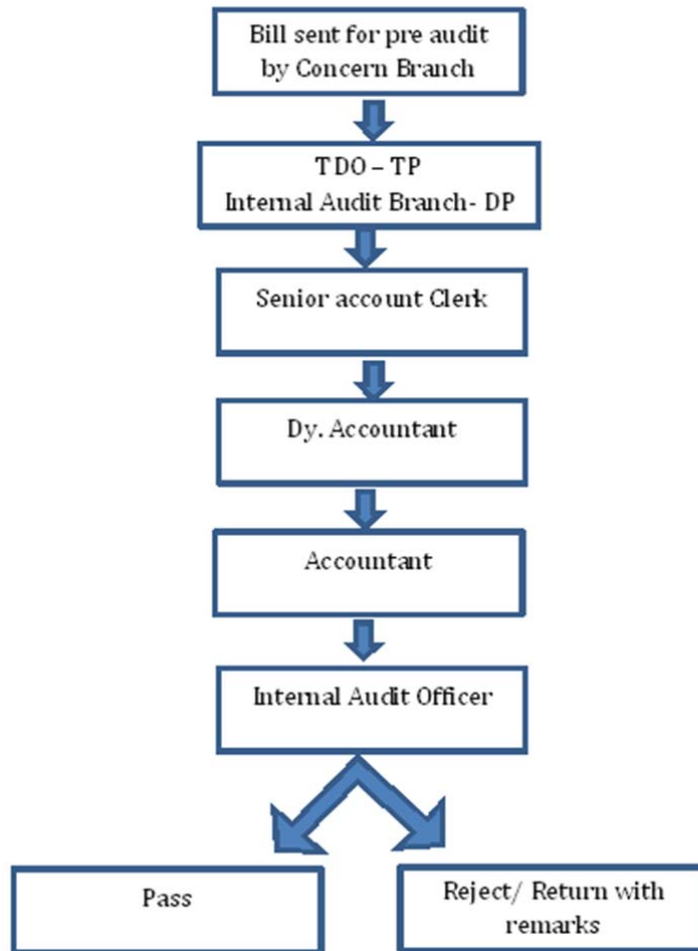 Bill sent for pre audit
by Concern Branch
TDO – TP
Internal Audit Branch- DP
Senior account Clerk
Dy. Accountant
Accountant
Internal Audit Officer
Pass
Reject/ Return with
remarks